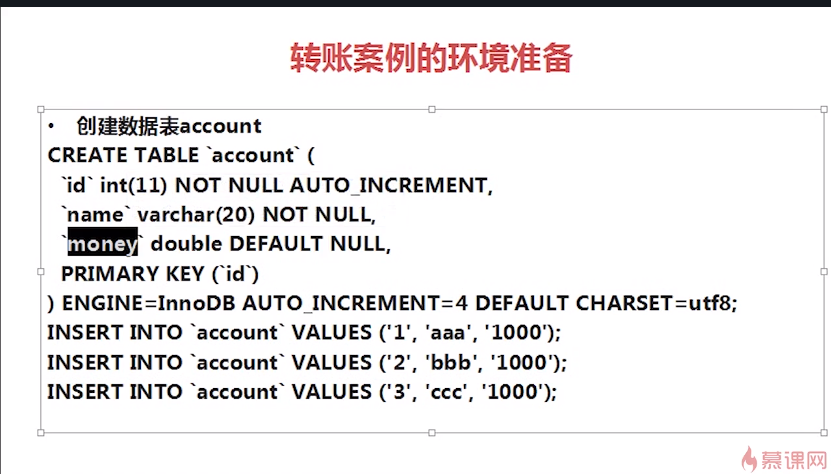 转账案例的环境准备
• 创建数据表account
CREATE TABLE `account` (
`id` int(11) NOT NULL AUTO_INCREMENT,
`name` varchar(20) NOT NULL,
`money` double DEFAULT NULL,
PRIMARY KEY (`id`)
) ENGINE=InnoDB AUTO_INCREMENT=4 DEFAULT CHARSET=utf8;
INSERT INTO `account` VALUES ('1', 'aaa', '1000');
INSERT INTO `account` VALUES ('2', 'bbb', '1000');
INSERT INTO `account` VALUES ('3', 'ccc', '1000');
慕课网